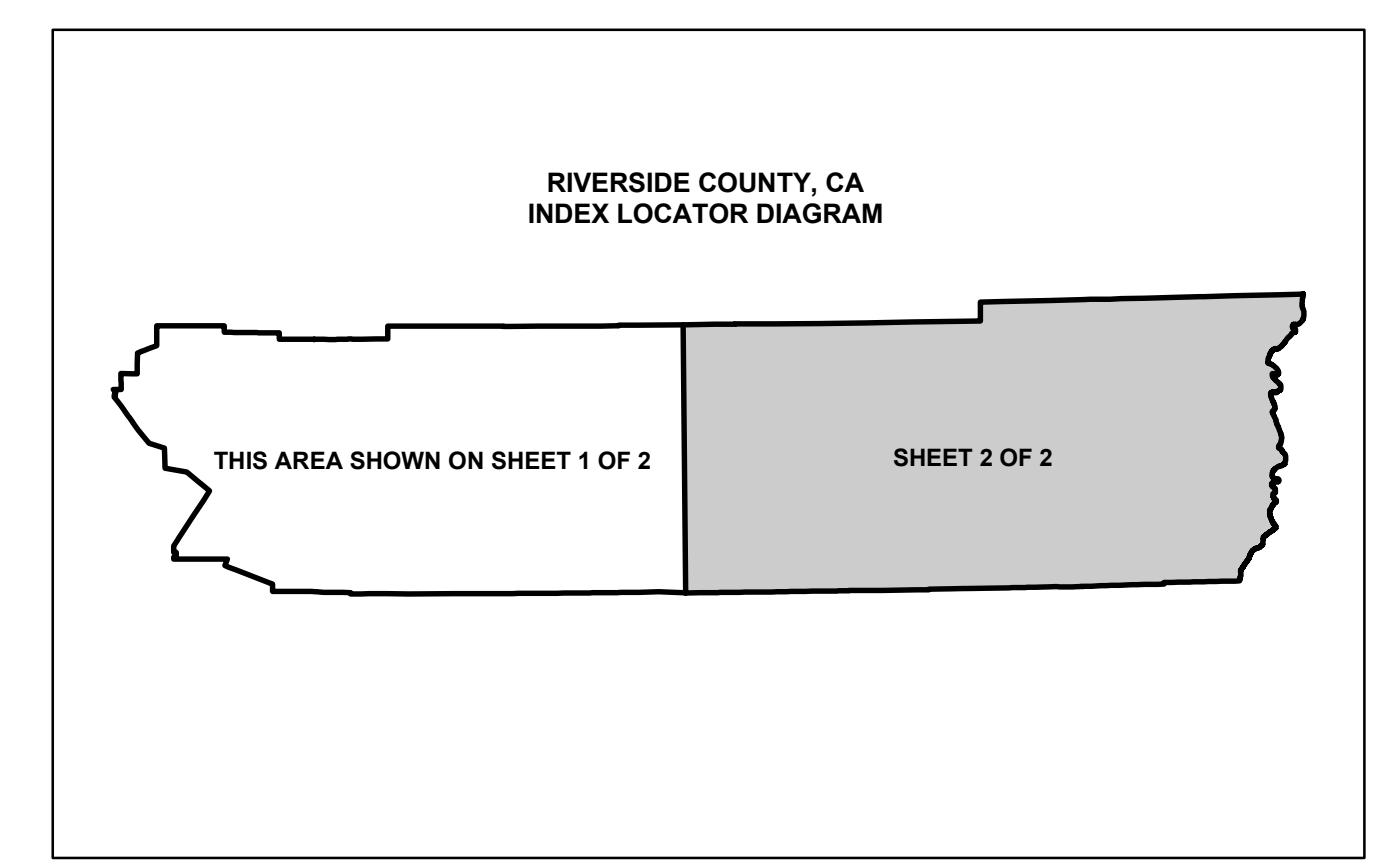 RIVERSIDE COUNTY, CA
INDEX LOCATOR DIAGRAM
THIS AREA SHOWN ON SHEET 1 OF 2
SHEET 2 OF 2